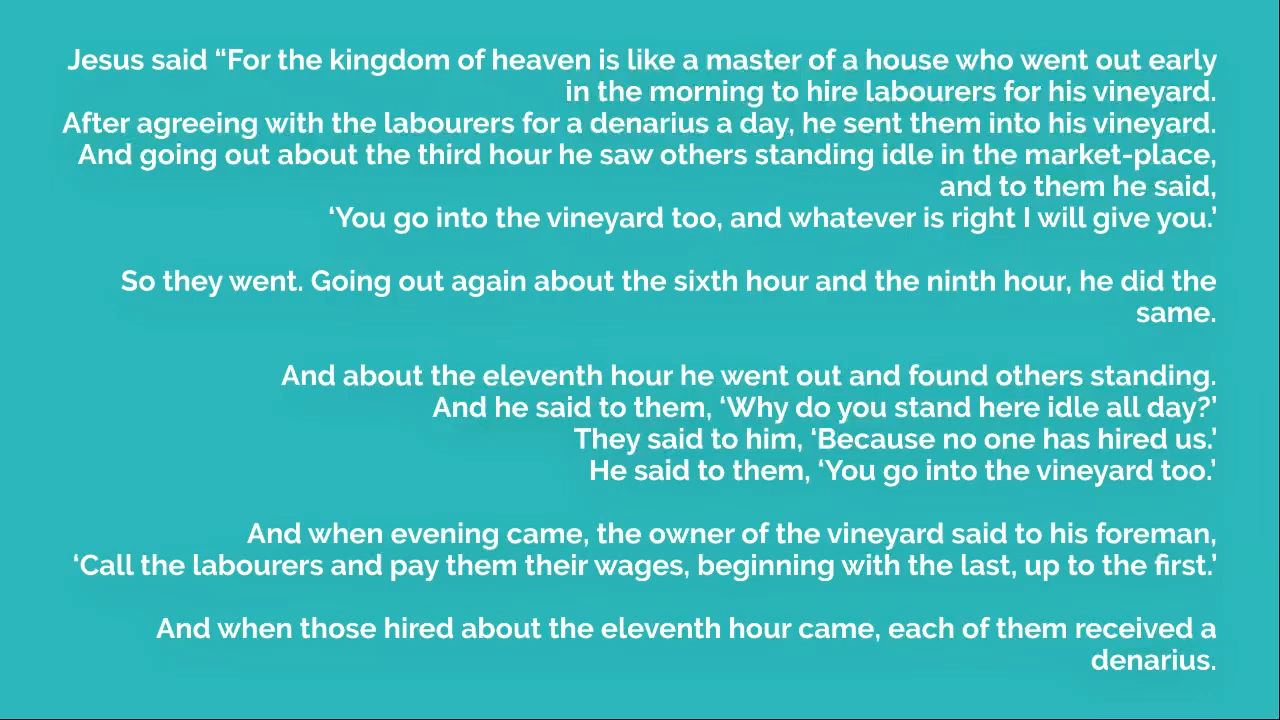 Jesus said “For the kingdom of heaven is like a master of a house who went out early
in the morning to hire labourers for his vineyard.
After agreeing with the labourers for a denarius a day, he sent them into his vineyard.
And going out about the third hour he saw others standing idle in the market-place,
and to them he said,
‘You go into the vineyard too, and whatever is right I will give you.’
So they went. Going out again about the sixth hour and the ninth hour, he did the
same.
And about the eleventh hour he went out and found others standing.
And he said to them, ‘Why do you stand here idle all day?’
They said to him, ‘Because no one has hired us.’
He said to them, ‘You go into the vineyard too.’
And when evening came, the owner of the vineyard said to his foreman,
‘Call the labourers and pay them their wages, beginning with the last, up to the first.’
And when those hired about the eleventh hour came, each of them received a
denarius.